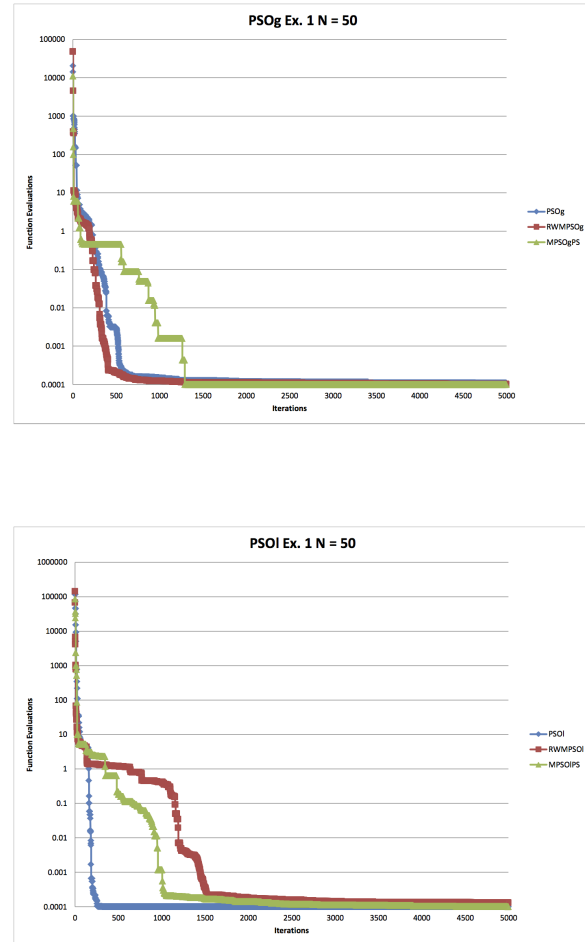 PSOg Ex. 1 N = 50
100000
10000
1000
100
10
1
0.1
0.01
0.001
0.0001
Function Evaluations
0 500 1000 1500 2000 2500 3000 3500 4000 4500 5000
Iterations
PSOg
RWMPSOg
MPSOgPS
PSOl Ex. 1 N = 50
1000000
100000
10000
1000
100
10
1
0.1
0.01
0.001
0.0001
Function Evaluations
0 500 1000 1500 2000 2500 3000 3500 4000 4500 5000
Iterations
PSOl
RWMPSOl
MPSOlPS